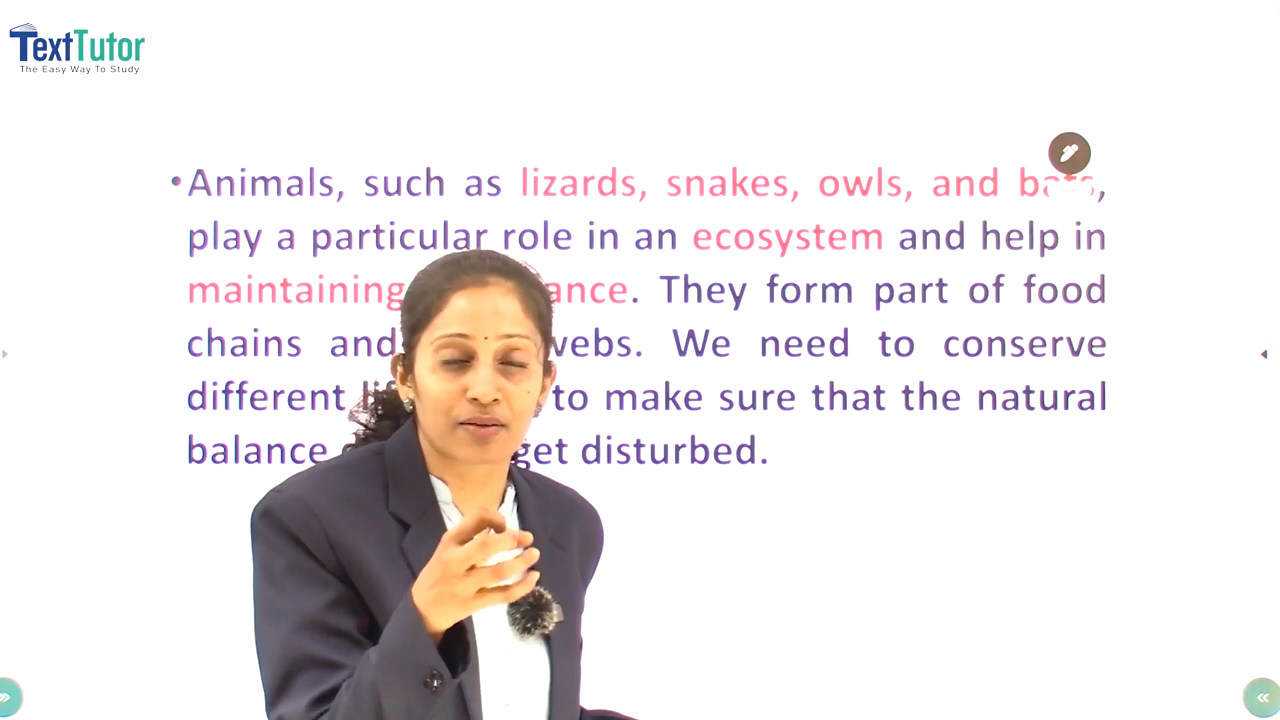 TextTutor
The Easy Way To Study
•Animals, such as lizards, snakes, owls, and bats,
play a particular role in an ecosystem and help in
maintaining . They form part of food
chains and webs. We need to conserve
different to make sure that the natural
balance get disturbed.